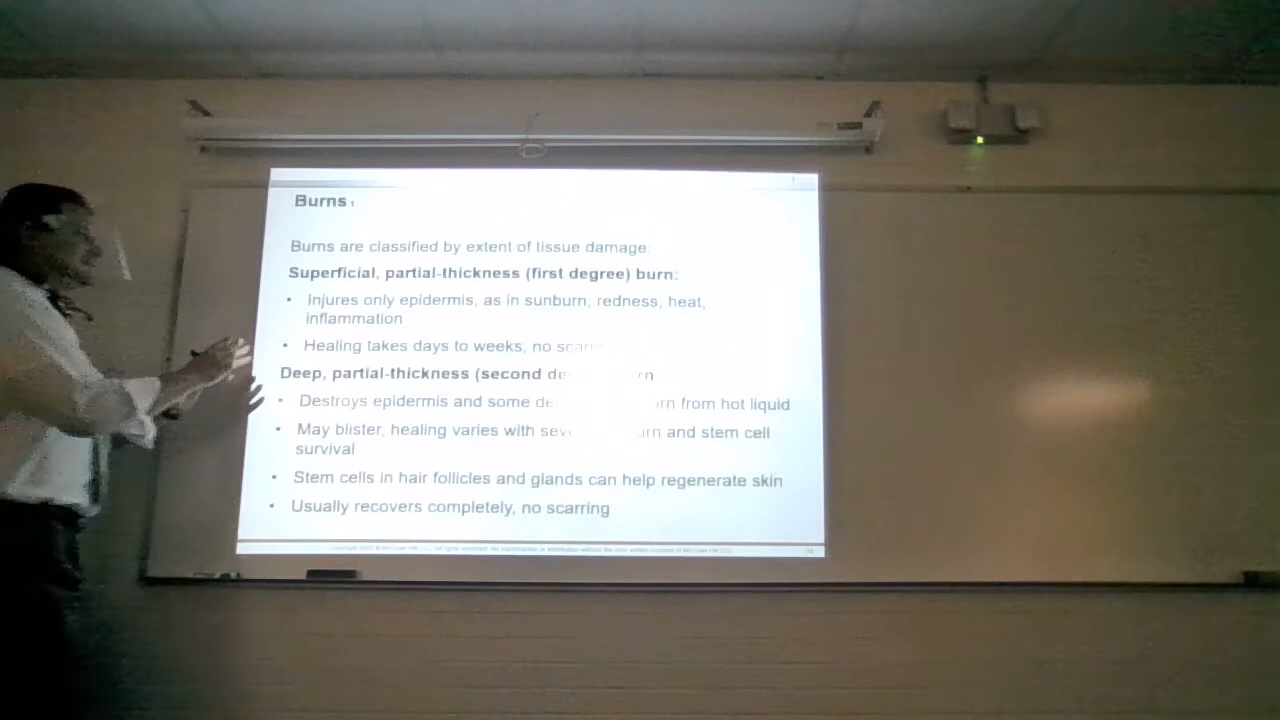 Burns 1
Burns are classified by extent of tissue damage:
Superficial, partial-thickness (first degree) burn:
• Injures only epidermis, as in sunburn; redness, heat,
inflammation
• Healing takes days to weeks, no
Deep, partial-thickness (second
• Destroys epidermis and some from hot liquid
• May blister, healing varies with and stem cell
survival
• Stem cells in hair follicles and glands can help regenerate skin
• Usually recovers completely, no scarring